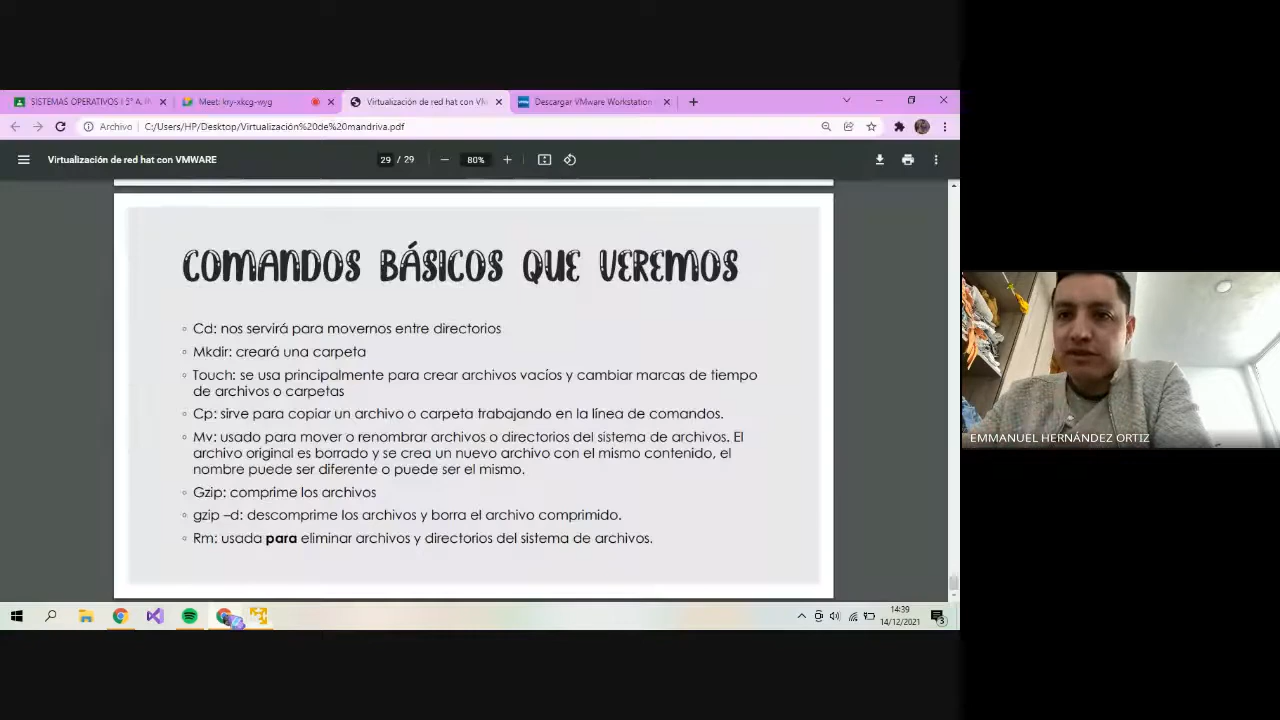 SISTEMAS OPERATIVOS I 5° A, IN
Meet: kry-xkcg-wyg
Virtualización de red hat con VM
Descargar VMware Workstation
Archivo
C:/Users/HP/Desktop/Virtualización%20de%20mandriva.pdf
Virtualización de red hat con VMWARE
29 / 29
80%
COMANDOS BÁSICOS QUE VEREMOS
Cd: nos servirá para movernos entre directorios
Mkdir: creará una carpeta
Touch: se usa principalmente para crear archivos vacíos y cambiar marcas de tiempo
de archivos o carpetas
Cp: sirve para copiar un archivo o carpeta trabajando en la línea de comandos.
Mv: usado para mover o renombrar archivos o directorios del sistema de archivos. El
archivo original es borrado y se crea un nuevo archivo con el mismo contenido, el
nombre puede ser diferente o puede ser el mismo.
Gzip: comprime los archivos
gzip –d: descomprime los archivos y borra el archivo comprimido.
Rm: usada para eliminar archivos y directorios del sistema de archivos.
EMMANUEL HERNÁNDEZ ORTIZ
14:39
14/12/2021
3